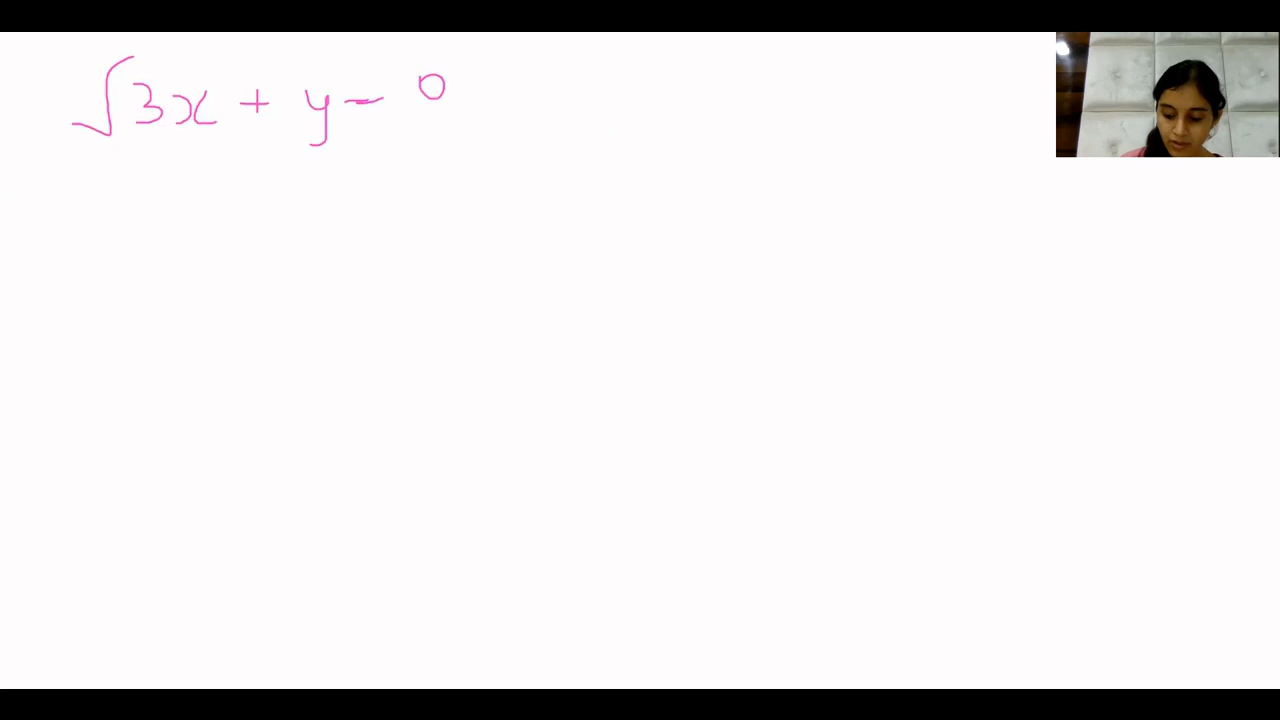 √3x + y - 0